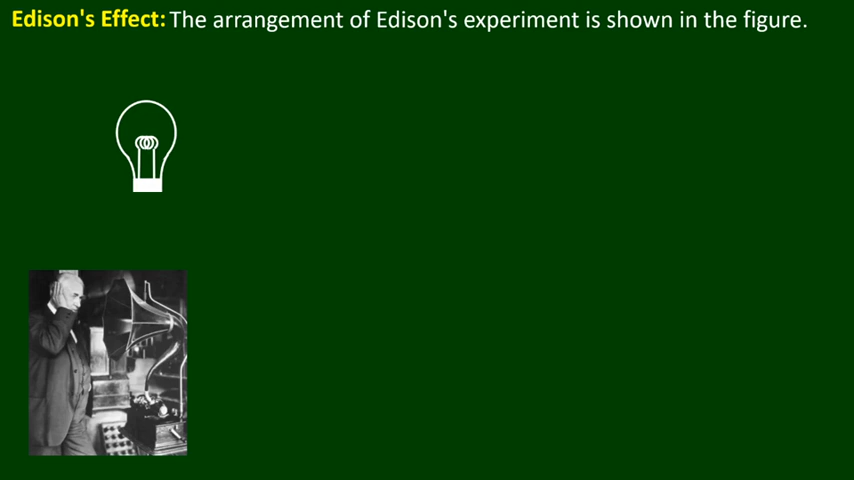 Edison's Effect: The arrangement of Edison's experiment is shown in the figure.